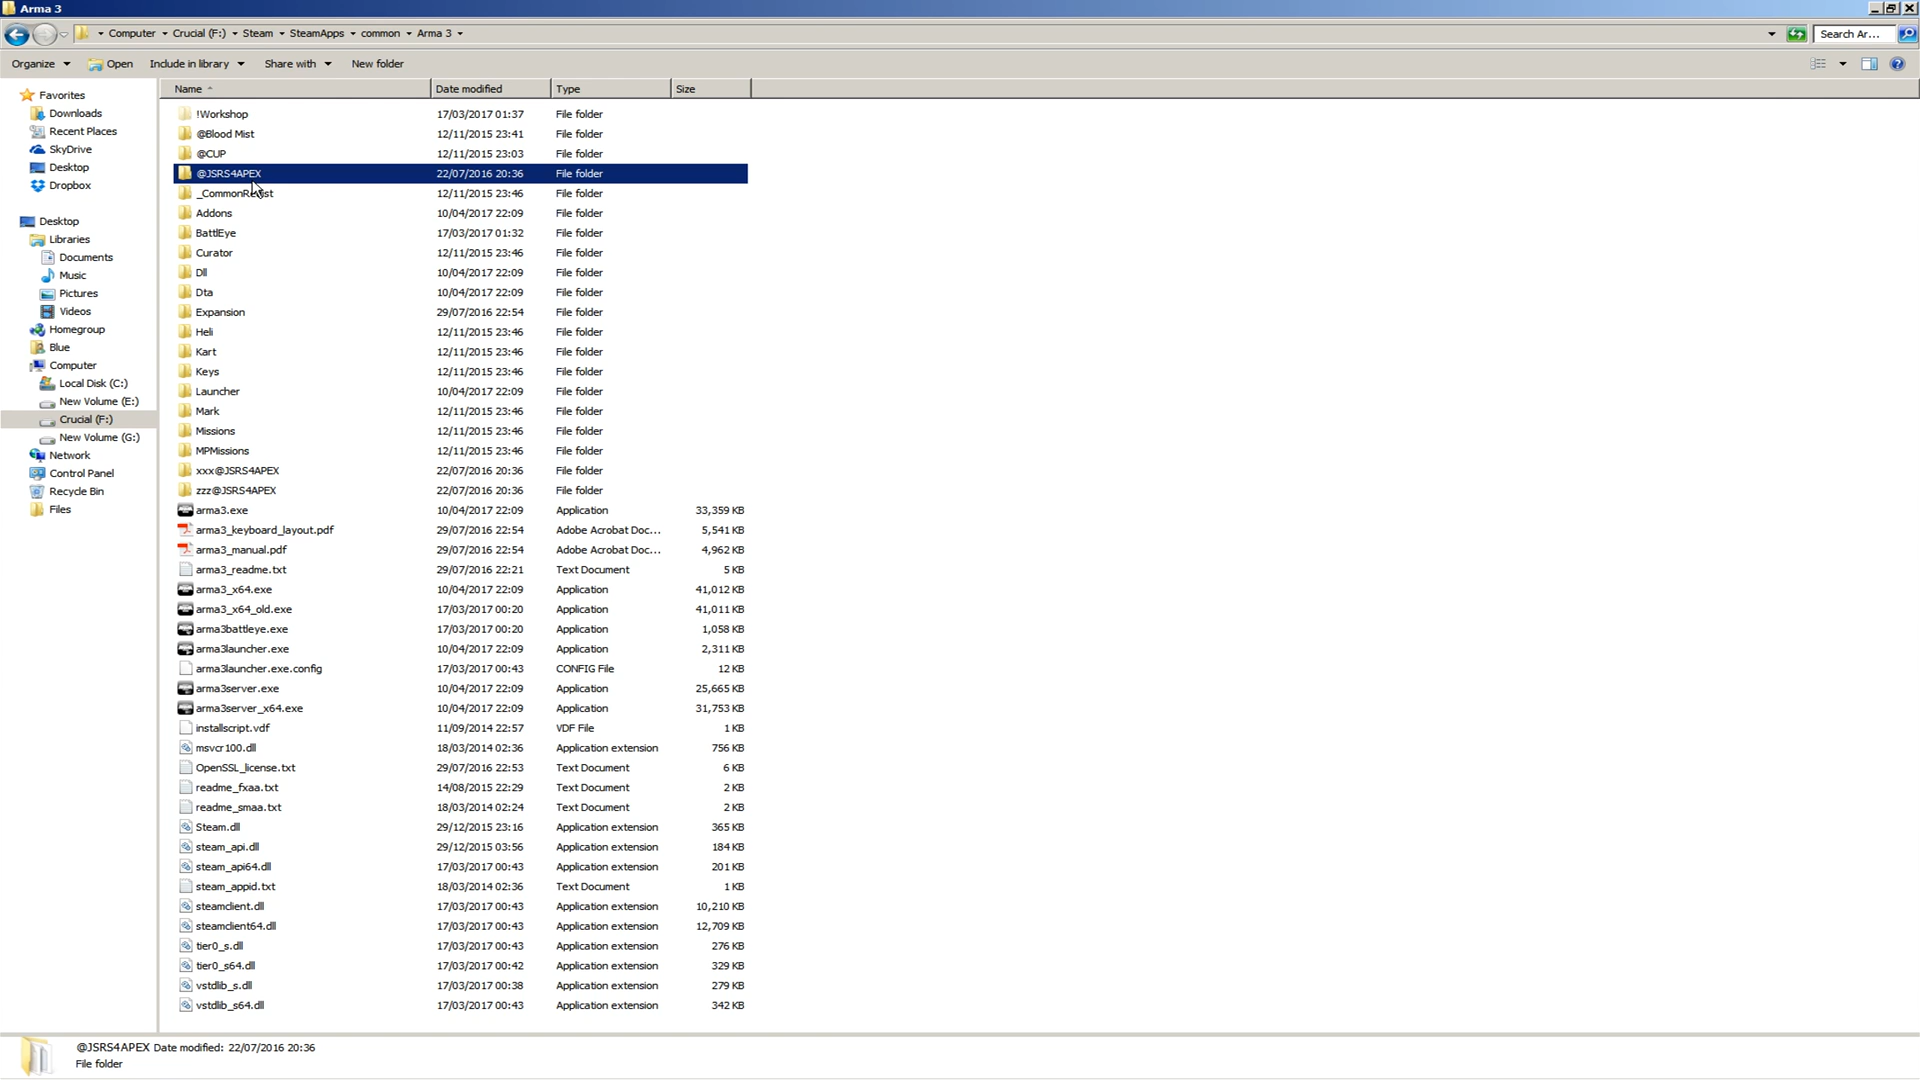 Arma 3
Computer Crucial (F:) Steam SteamApps common Arma 3 Search Ar...
Organize Open Include in library Share with New folder
Name Date modified Type Size
Favorites
Downloads
Recent Places
SkyDrive
Desktop
Dropbox
Desktop
Libraries
Documents
Music
Pictures
Videos
Homegroup
Blue
Computer
Local Disk (C:)
New Volume (E:)
Crucial (F:)
New Volume (G:)
Network
Control Panel
Recycle Bin
Files
!Workshop 17/03/2017 01:37 File folder
@Blood Mist 12/11/2015 23:41 File folder
@CUP 12/11/2015 23:03 File folder
@JSRS4APEX 22/07/2016 20:36 File folder
12/11/2015 23:46 File folder
Addons 10/04/2017 22:09 File folder
BattlEye 17/03/2017 01:32 File folder
Curator 12/11/2015 23:46 File folder
Dll 10/04/2017 22:09 File folder
Dta 10/04/2017 22:09 File folder
Expansion 29/07/2016 22:54 File folder
Heli 12/11/2015 23:46 File folder
Kart 12/11/2015 23:46 File folder
Keys 12/11/2015 23:46 File folder
Launcher 10/04/2017 22:09 File folder
Mark 12/11/2015 23:46 File folder
Missions 12/11/2015 23:46 File folder
MPMissions 12/11/2015 23:46 File folder
xxx@JSRS4APEX 22/07/2016 20:36 File folder
zzz@JSRS4APEX 22/07/2016 20:36 File folder
arma3.exe 10/04/2017 22:09 Application 33,359 KB
arma3_keyboard_layout.pdf 29/07/2016 22:54 Adobe Acrobat Doc... 5,541 KB
arma3_manual.pdf 29/07/2016 22:54 Adobe Acrobat Doc... 4,962 KB
arma3_readme.txt 29/07/2016 22:21 Text Document 5 KB
arma3_x64.exe 10/04/2017 22:09 Application 41,012 KB
arma3_x64_old.exe 17/03/2017 00:20 Application 41,011 KB
arma3battleye.exe 17/03/2017 00:20 Application 1,058 KB
arma3launcher.exe 10/04/2017 22:09 Application 2,311 KB
arma3launcher.exe.config 17/03/2017 00:43 CONFIG File 12 KB
arma3server.exe 10/04/2017 22:09 Application 25,665 KB
arma3server_x64.exe 10/04/2017 22:09 Application 31,753 KB
installscript.vdf 11/09/2014 22:57 VDF File 1 KB
msvcr100.dll 18/03/2014 02:36 Application extension 756 KB
OpenSSL_license.txt 29/07/2016 22:53 Text Document 6 KB
readme_fxaa.txt 14/08/2015 22:29 Text Document 2 KB
readme_smaa.txt 18/03/2014 02:24 Text Document 2 KB
Steam.dll 29/12/2015 23:16 Application extension 365 KB
steam_api.dll 29/12/2015 03:56 Application extension 184 KB
steam_api64.dll 17/03/2017 00:43 Application extension 201 KB
steam_appid.txt 18/03/2014 02:36 Text Document 1 KB
steamclient.dll 17/03/2017 00:43 Application extension 10,210 KB
steamclient64.dll 17/03/2017 00:43 Application extension 12,709 KB
tier0_s.dll 17/03/2017 00:43 Application extension 276 KB
tier0_s64.dll 17/03/2017 00:42 Application extension 329 KB
vstdlib_s.dll 17/03/2017 00:38 Application extension 279 KB
vstdlib_s64.dll 17/03/2017 00:43 Application extension 342 KB
@JSRS4APEX Date modified: 22/07/2016 20:36
File folder